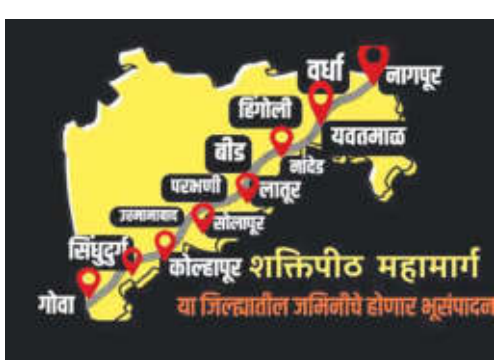 वर्धा
नागपूर
हिंगोली
यवतमाळ
बीड
नांदेड
परभणी
लातूर
उस्मानाबाद
सोलापूर
सिंधुदुर्ग
कोल्हापूर
शक्तिपीठ महामार्ग
गोवा
या जिल्ह्यातील जमिनीचे होणार भूसंपादन